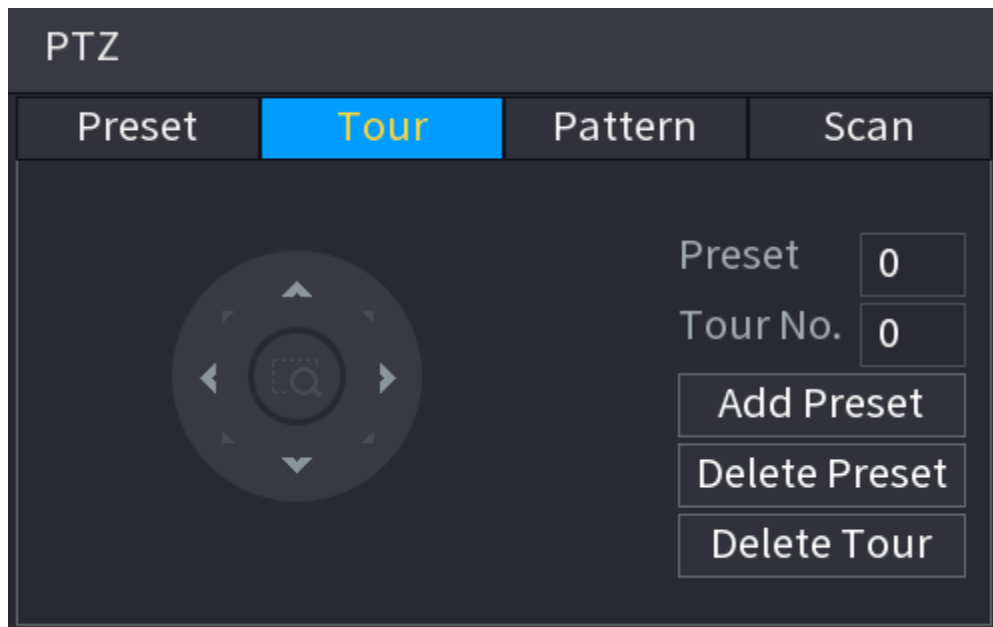 PTZ
Preset Tour Pattern Scan
Preset 0
Tour No. 0
Add Preset
Delete Preset
Delete Tour